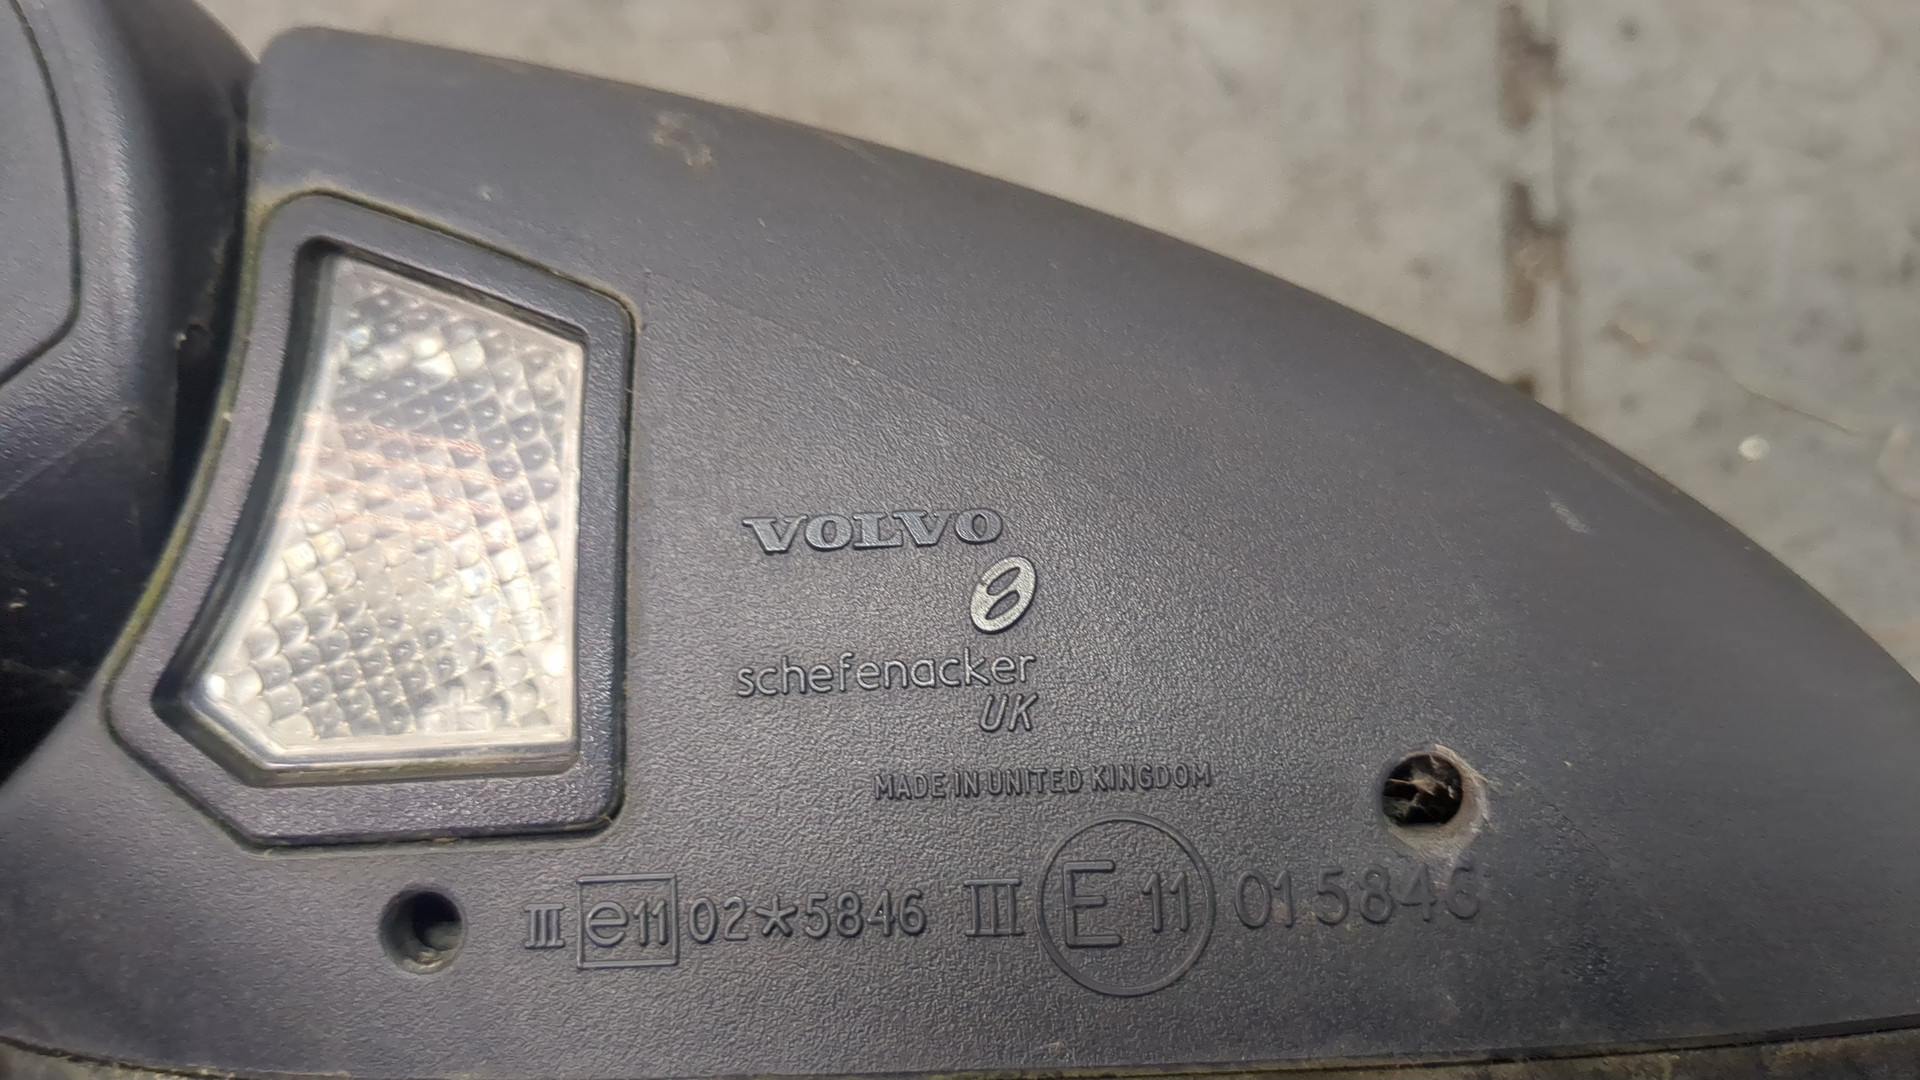 VOLVO
schefenacker
UK
MADE IN UNITED KINGDOM
III e11 02*5846 III E 11 015846